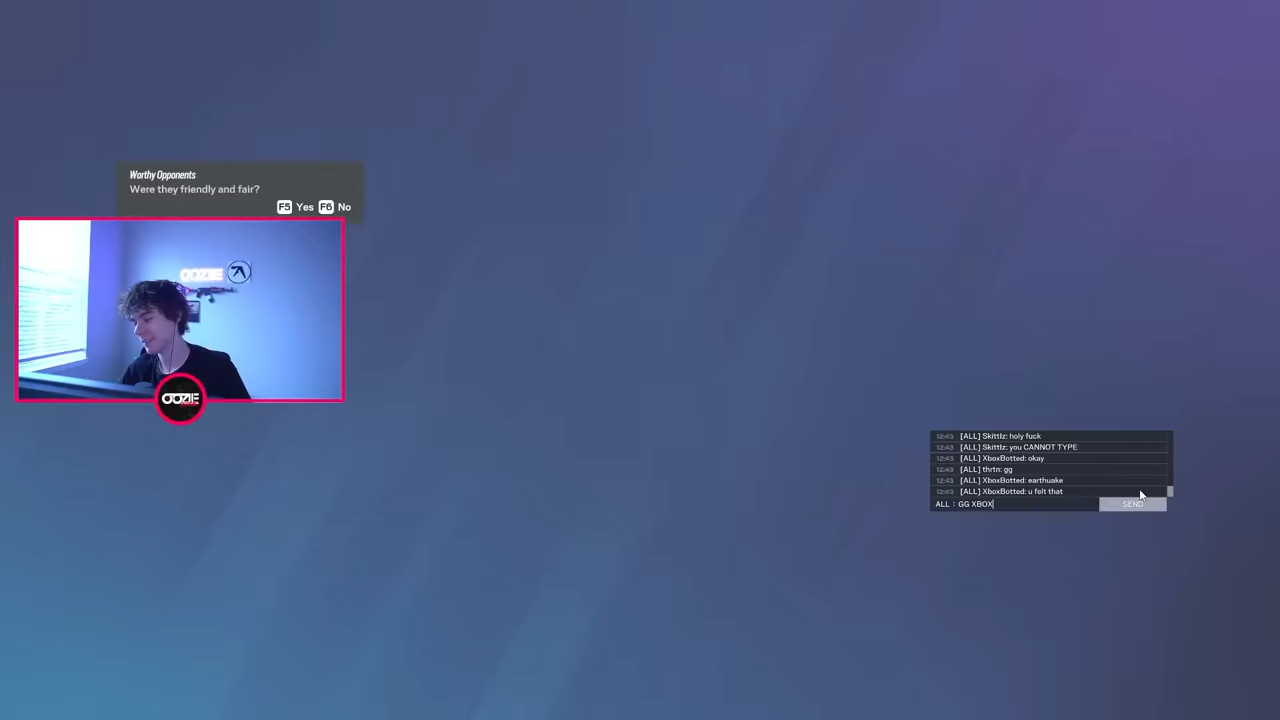 Worthy Opponents
Were they friendly and fair?
F5 Yes F6 No
OOZIE
OOZIE
12:43 [ALL] Skittlz: holy fuck
12:43 [ALL] Skittlz: you CANNOT TYPE
12:43 [ALL] XboxBotted: okay
12:43 [ALL] thrtn: gg
12:43 [ALL] XboxBotted: earthuake
12:43 [ALL] XboxBotted: u felt that
ALL : GG XBOX SEND